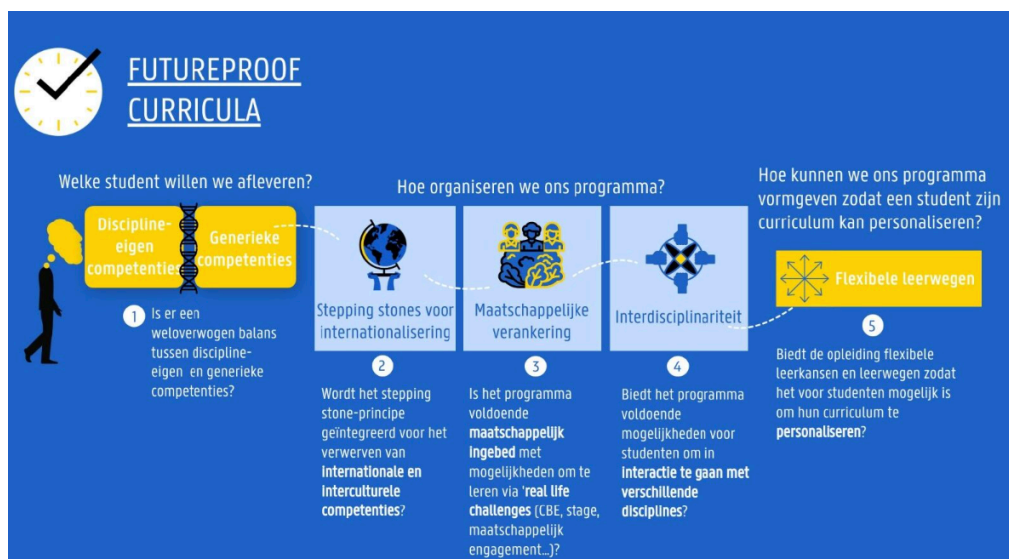 FUTUREPROOF
CURRICULA
Welke student willen we afleveren?
Discipline-
eigen
competenties
Generieke
competenties
1
Is er een
weloverwogen balans
tussen discipline-
eigen en generieke
competenties?
Hoe organiseren we ons programma?
Stepping stones voor
internationalisering
2
Wordt het stepping
stone-principe
geïntegreerd voor het
verwerven van
internationale en
interculturele
competenties?
Maatschappelijke
verankering
3
Is het programma
voldoende
maatschappelijk
ingebed met
mogelijkheden om te
leren via 'real life
challenges (CBE, stage,
maatschappelijk
engagement...)?
Interdisciplinariteit
4
Biedt het programma
voldoende
mogelijkheden voor
studenten om in
interactie te gaan met
verschillende
disciplines?
Hoe kunnen we ons programma
vormgeven zodat een student zijn
curriculum kan personaliseren?
Flexibele leerwegen
5
Biedt de opleiding flexibele
leerkansen en leerwegen zodat
het voor studenten mogelijk is
om hun curriculum te
personaliseren?